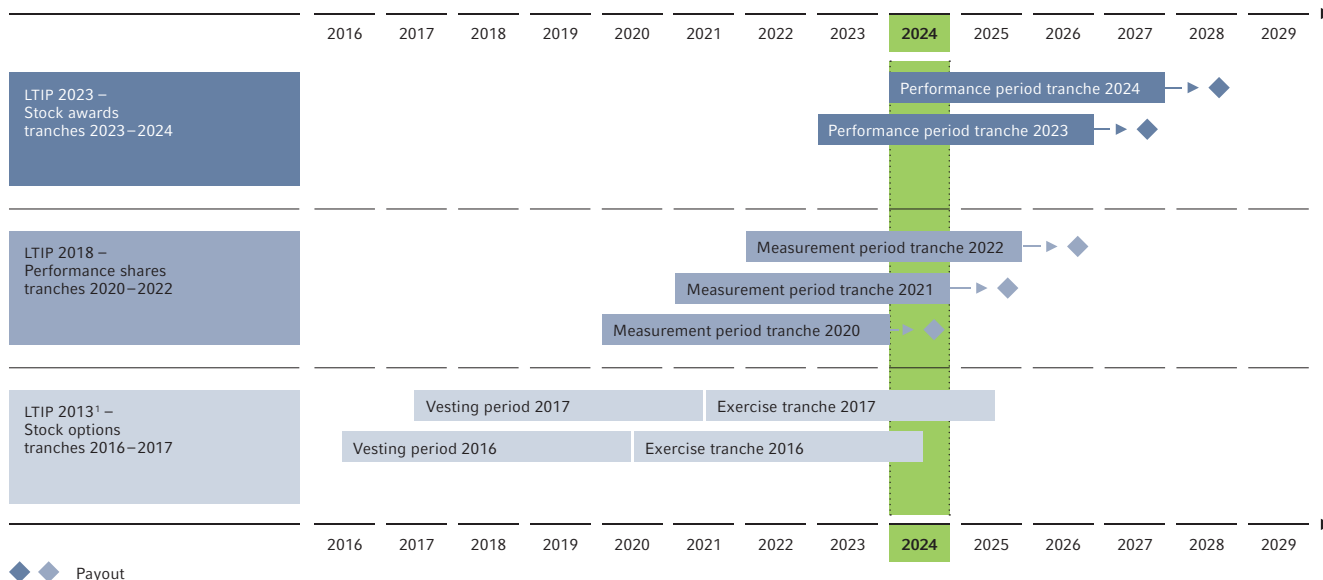 2016 2017 2018 2019 2020 2021 2022 2023 2024 2025 2026 2027 2028 2029
LTIP 2023 –
Stock awards
tranches 2023–2024
Performance period tranche 2024
Performance period tranche 2023
LTIP 2018 –
Performance shares
tranches 2020–2022
Measurement period tranche 2022
Measurement period tranche 2021
Measurement period tranche 2020
LTIP 2013¹ –
Stock options
tranches 2016–2017
Vesting period 2017 Exercise tranche 2017
Vesting period 2016 Exercise tranche 2016
2016 2017 2018 2019 2020 2021 2022 2023 2024 2025 2026 2027 2028 2029
Payout